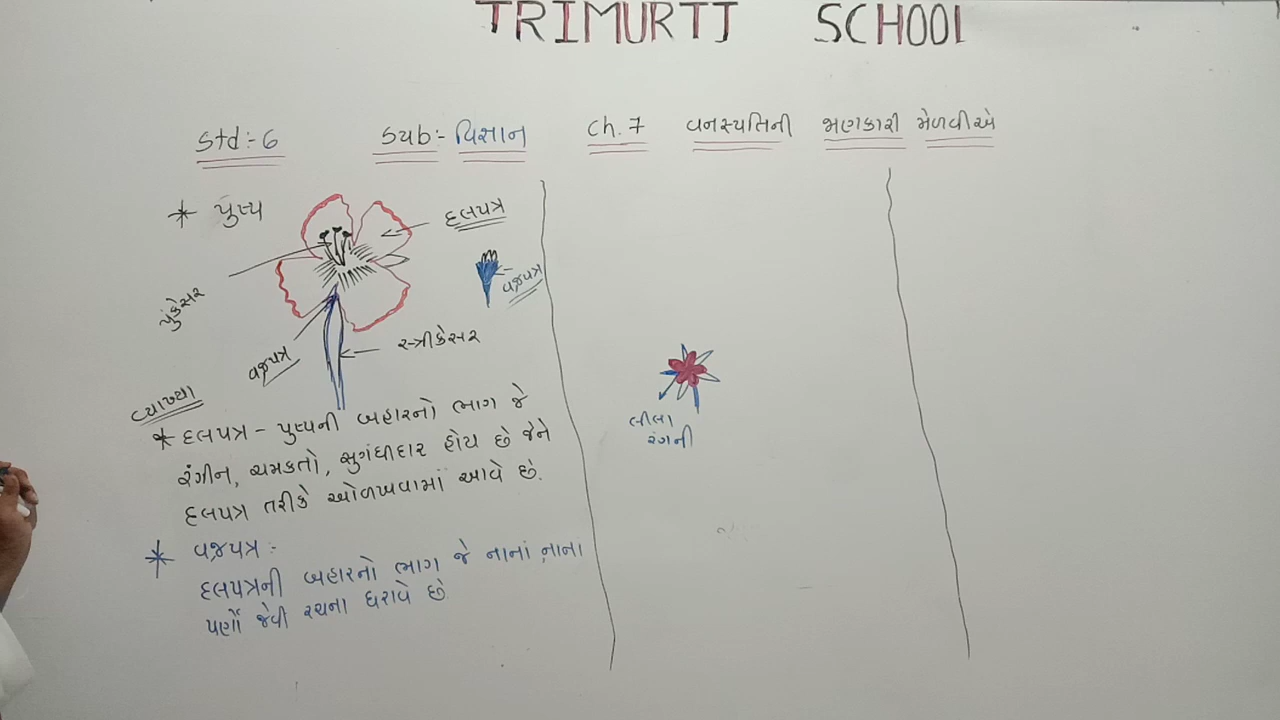 TRIMURTI SCHOOL
Std:- 6 Sub:- વિજ્ઞાન Ch. 7 વનસ્પતિની જાણકારી મેળવીએ
* પુષ્પ
દલપત્ર
વજ્રપત્ર
પુંકેસર
સ્ત્રીકેસર
વજ્રપત્ર
વ્યાખ્યા
* દલપત્ર - પુષ્પની બહારનો ભાગ જે
રંગીન, ચમકતો, સુગંધીદાર હોય છે જેને
દલપત્ર તરીકે ઓળખવામાં આવે છે.
* વજ્રપત્ર :-
દલપત્રની બહારનો ભાગ જે નાનાં નાના
પર્ણો જેવી રચના ધરાવે છે
લીલા
રંગની